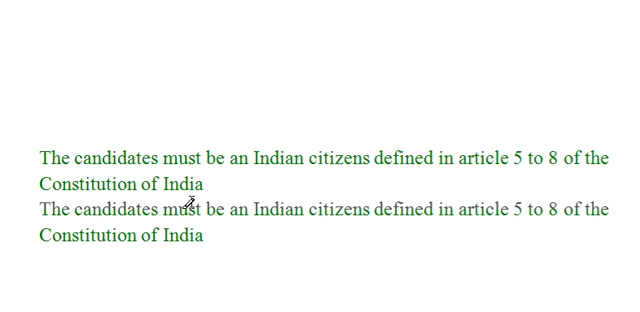 The candidates must be an Indian citizens defined in article 5 to 8 of the
Constitution of India
The candidates must be an Indian citizens defined in article 5 to 8 of the
Constitution of India